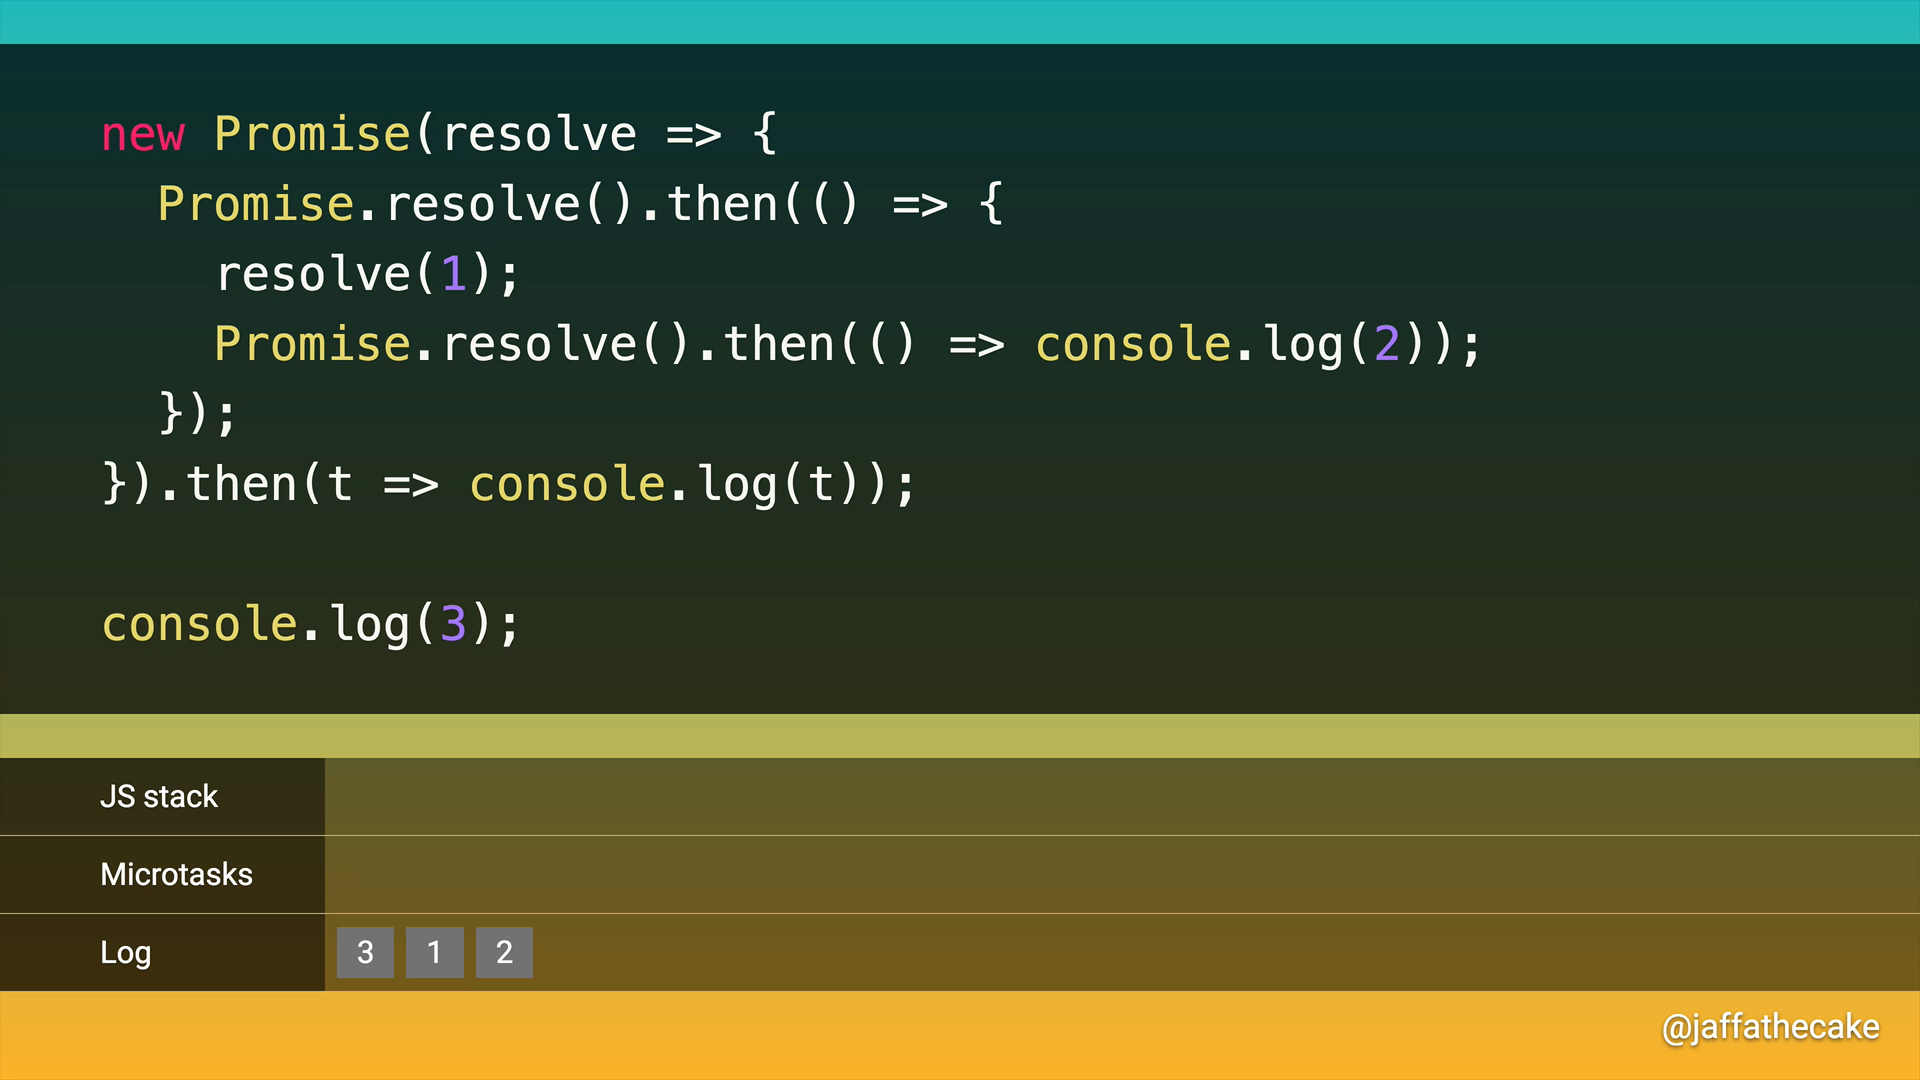 new Promise(resolve => {
  Promise.resolve().then(() => {
    resolve(1);
    Promise.resolve().then(() => console.log(2));
  });
}).then(t => console.log(t));
console.log(3);
JS stack
Microtasks
Log 3 1 2
@jaffathecake